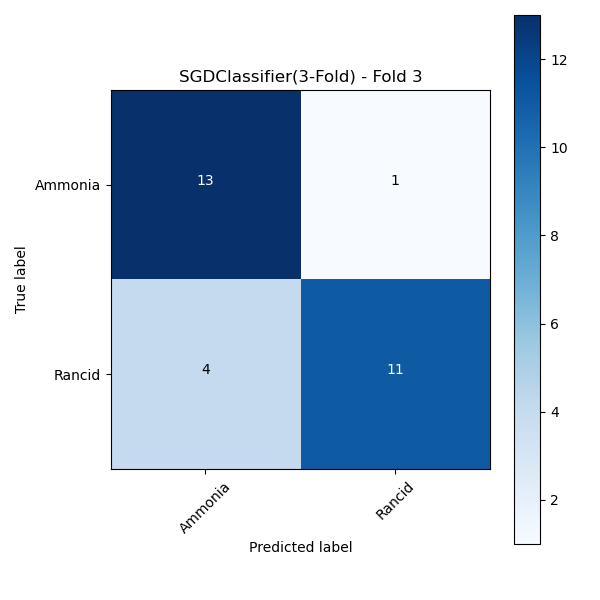 SGDClassifier(3-Fold) - Fold 3
True label
Ammonia
13
1
Rancid
4
11
Ammonia
Rancid
Predicted label
12
10
8
6
4
2